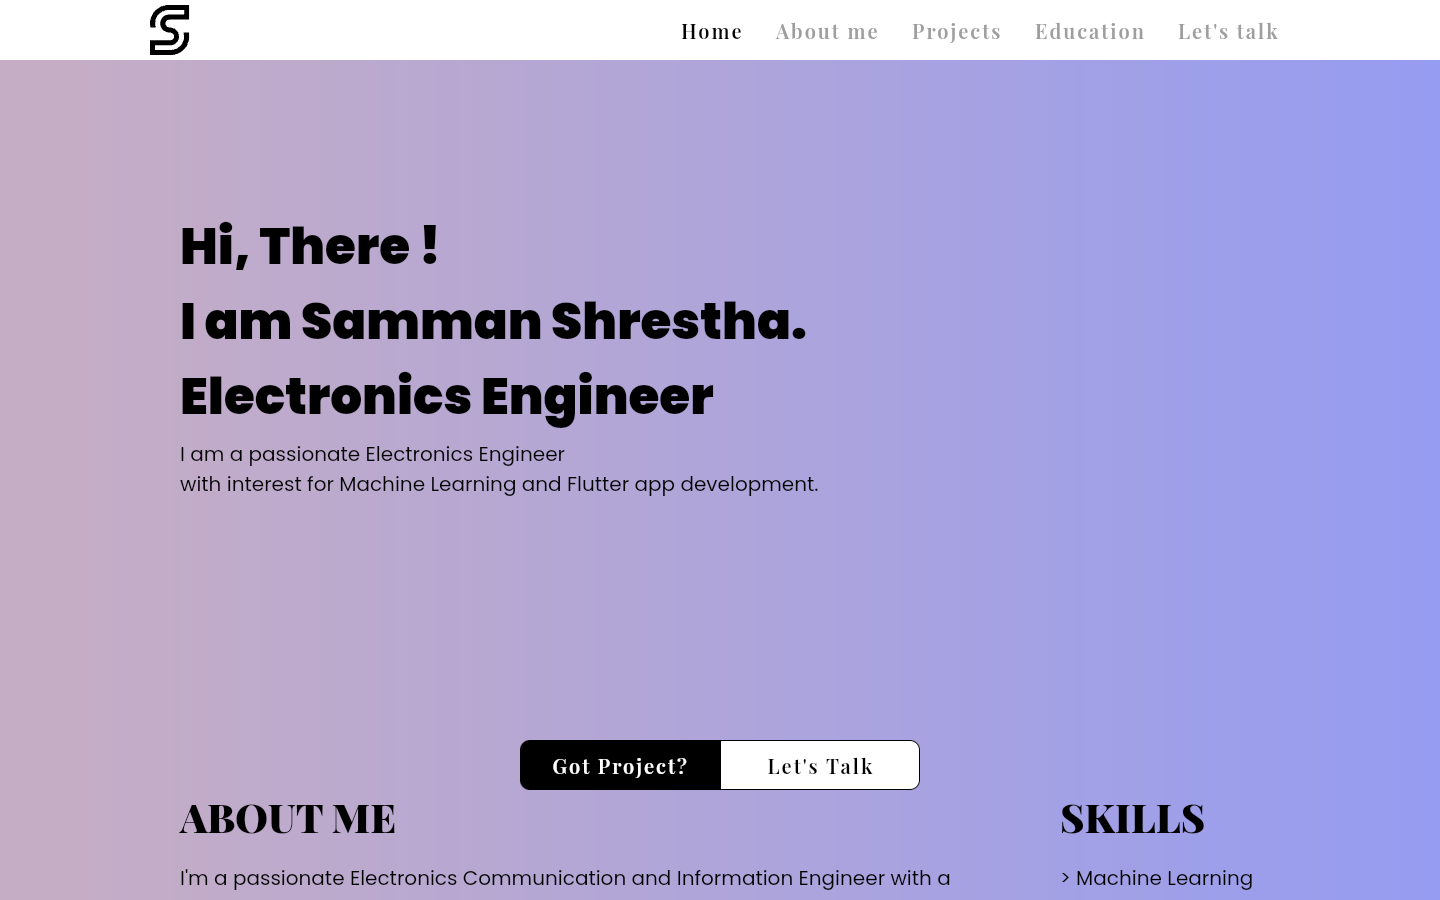 Home About me Projects Education Let's talk
Hi, There !
I am Samman Shrestha.
Electronics Engineer
I am a passionate Electronics Engineer
with interest for Machine Learning and Flutter app development.
Got Project? Let's Talk
ABOUT ME
I'm a passionate Electronics Communication and Information Engineer with a
SKILLS
> Machine Learning